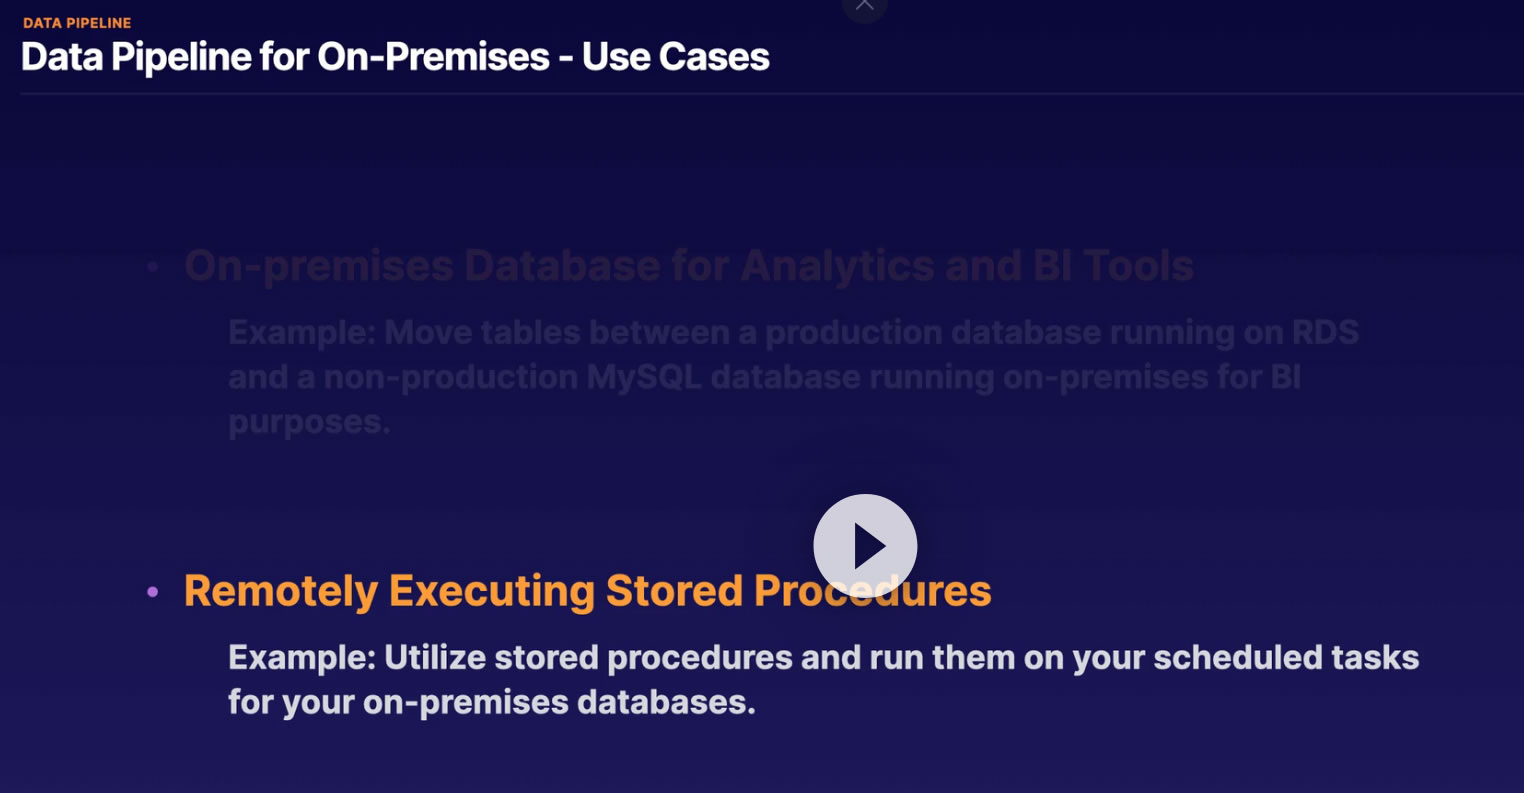 DATA PIPELINE
Data Pipeline for On-Premises - Use Cases
• On-premises Database for Analytics and BI Tools
Example: Move tables between a production database running on RDS
and a non-production MySQL database running on-premises for BI
purposes.
• Remotely Executing Stored Procedures
Example: Utilize stored procedures and run them on your scheduled tasks
for your on-premises databases.